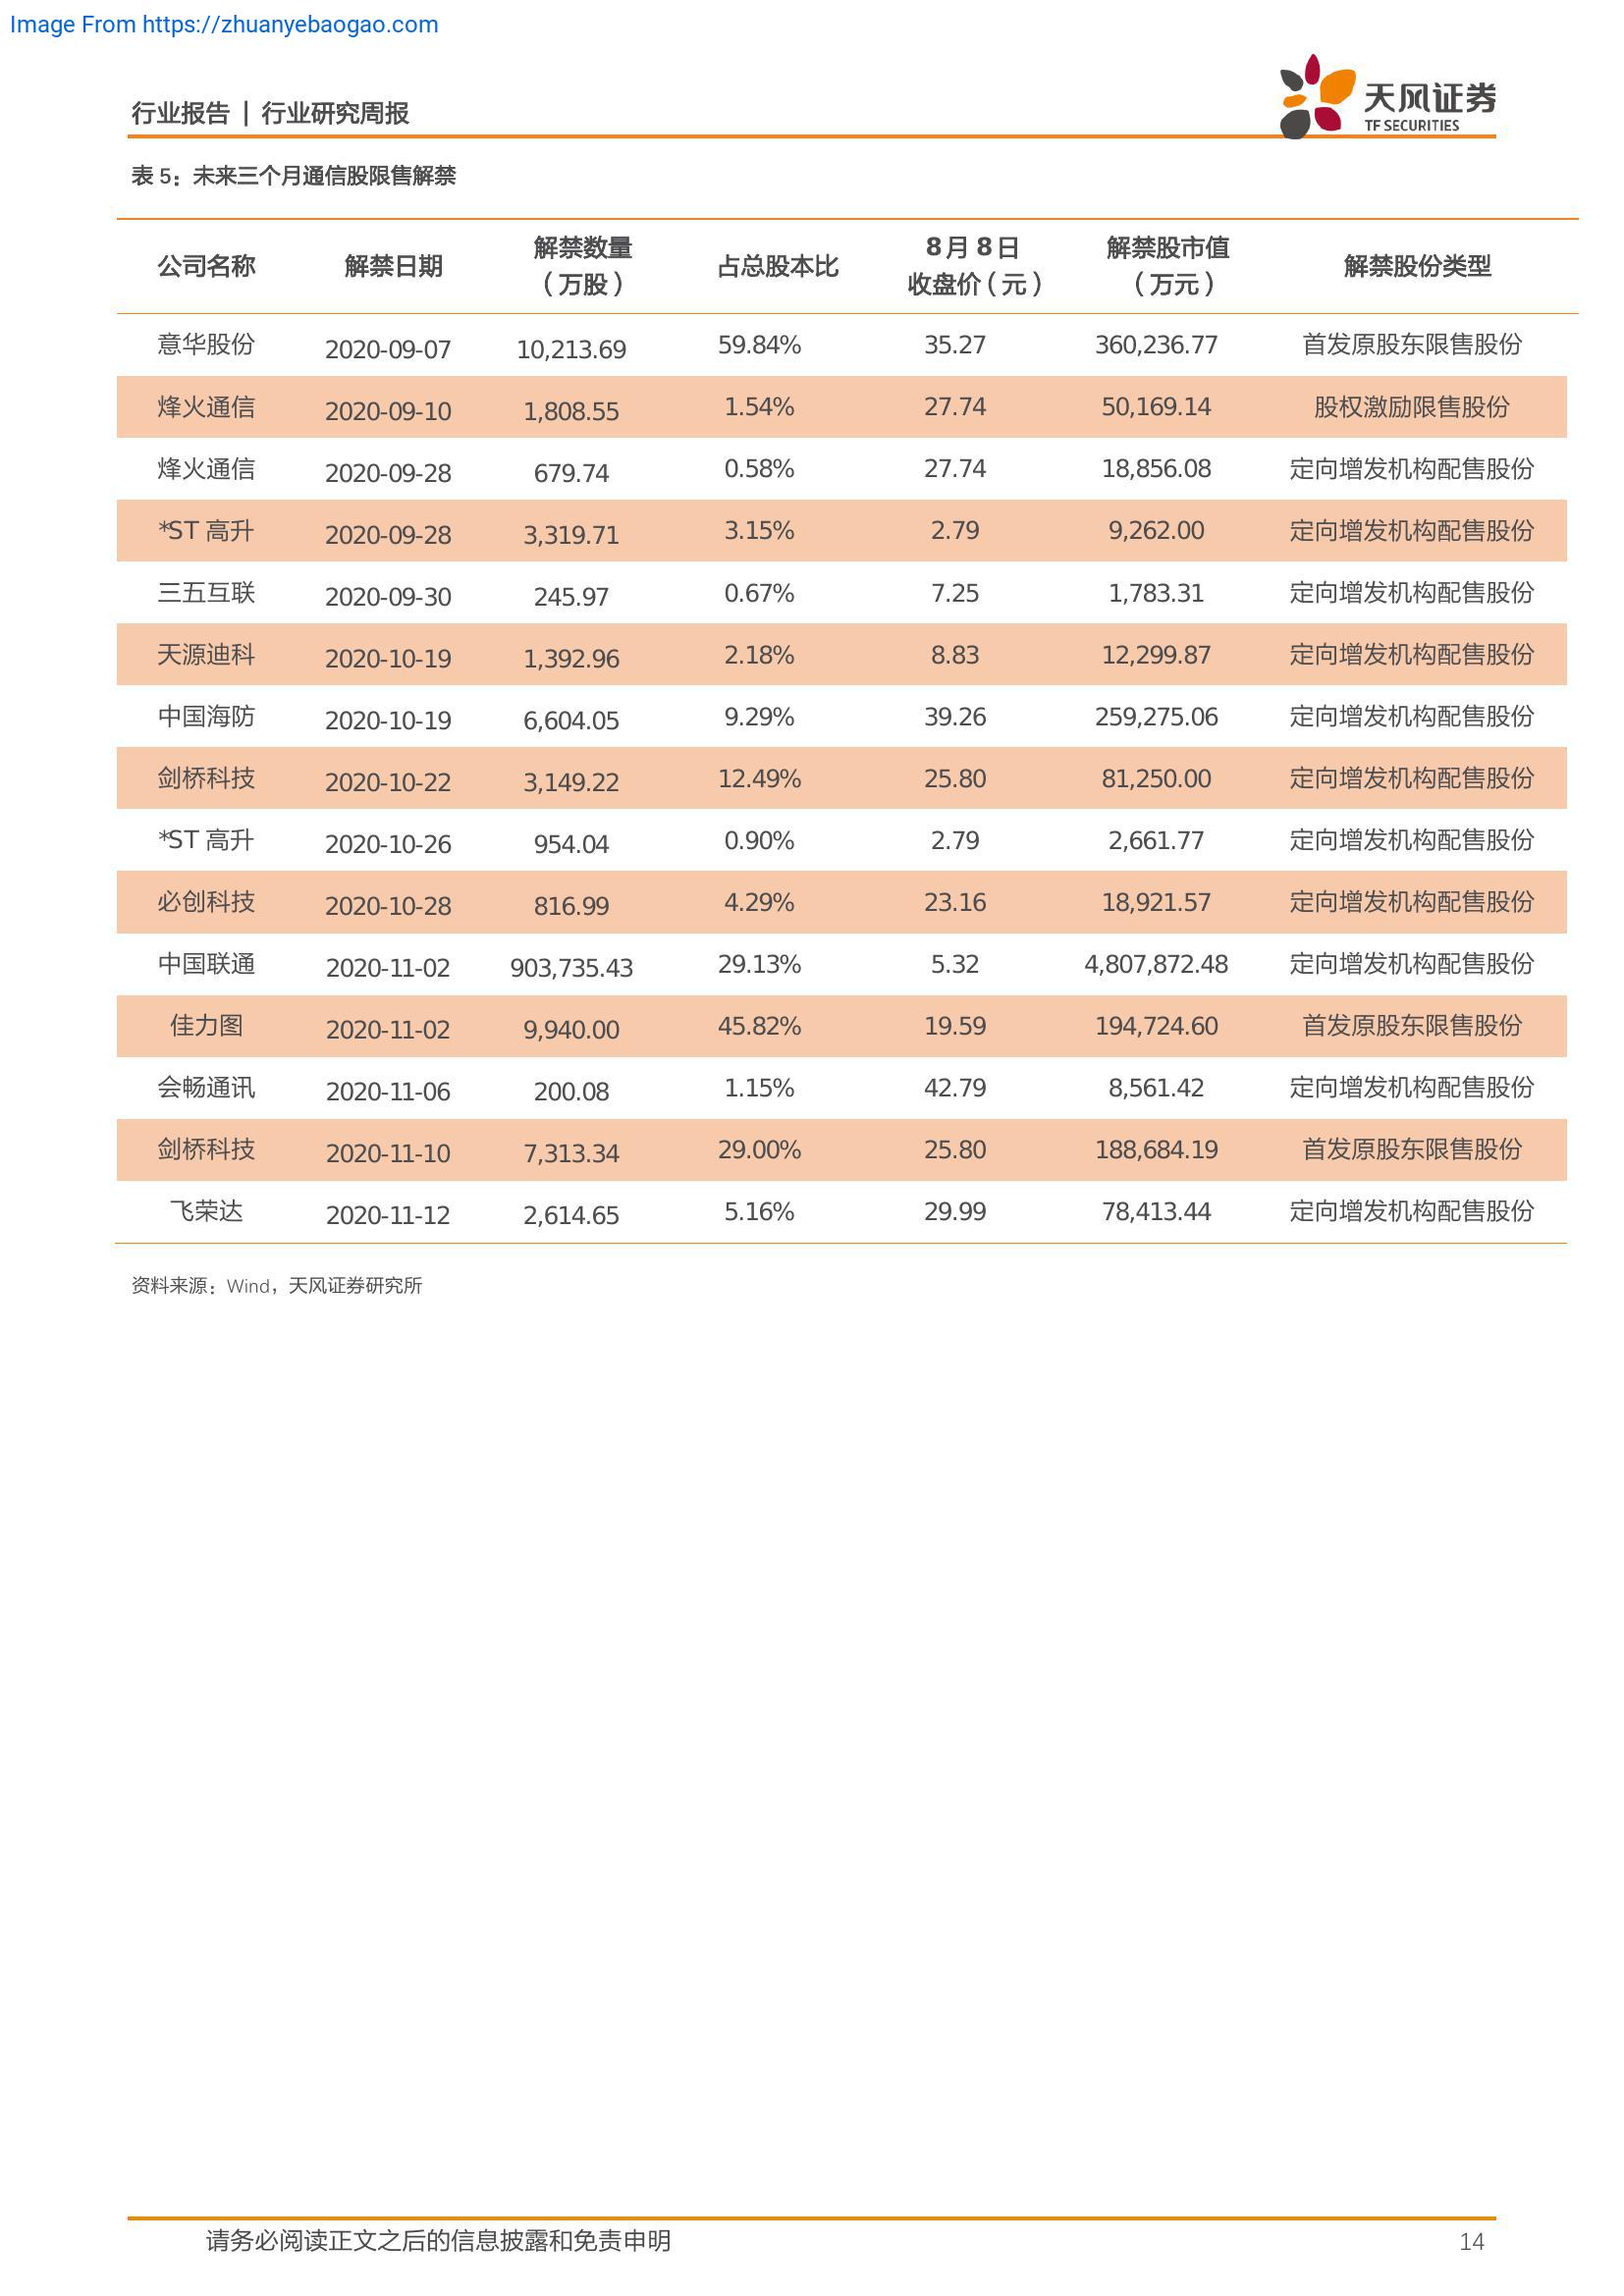 Image From https://zhuanyebaogao.com
行业报告 | 行业研究周报
天风证券
TF SECURITIES
表 5：未来三个月通信股限售解禁
公司名称 解禁日期 解禁数量（万股） 占总股本比 8月8日收盘价（元） 解禁股市值（万元） 解禁股份类型
意华股份 2020-09-07 10,213.69 59.84% 35.27 360,236.77 首发原股东限售股份
烽火通信 2020-09-10 1,808.55 1.54% 27.74 50,169.14 股权激励限售股份
烽火通信 2020-09-28 679.74 0.58% 27.74 18,856.08 定向增发机构配售股份
*ST 高升 2020-09-28 3,319.71 3.15% 2.79 9,262.00 定向增发机构配售股份
三五互联 2020-09-30 245.97 0.67% 7.25 1,783.31 定向增发机构配售股份
天源迪科 2020-10-19 1,392.96 2.18% 8.83 12,299.87 定向增发机构配售股份
中国海防 2020-10-19 6,604.05 9.29% 39.26 259,275.06 定向增发机构配售股份
剑桥科技 2020-10-22 3,149.22 12.49% 25.80 81,250.00 定向增发机构配售股份
*ST 高升 2020-10-26 954.04 0.90% 2.79 2,661.77 定向增发机构配售股份
必创科技 2020-10-28 816.99 4.29% 23.16 18,921.57 定向增发机构配售股份
中国联通 2020-11-02 903,735.43 29.13% 5.32 4,807,872.48 定向增发机构配售股份
佳力图 2020-11-02 9,940.00 45.82% 19.59 194,724.60 首发原股东限售股份
会畅通讯 2020-11-06 200.08 1.15% 42.79 8,561.42 定向增发机构配售股份
剑桥科技 2020-11-10 7,313.34 29.00% 25.80 188,684.19 首发原股东限售股份
飞荣达 2020-11-12 2,614.65 5.16% 29.99 78,413.44 定向增发机构配售股份
资料来源：Wind，天风证券研究所
请务必阅读正文之后的信息披露和免责申明 14